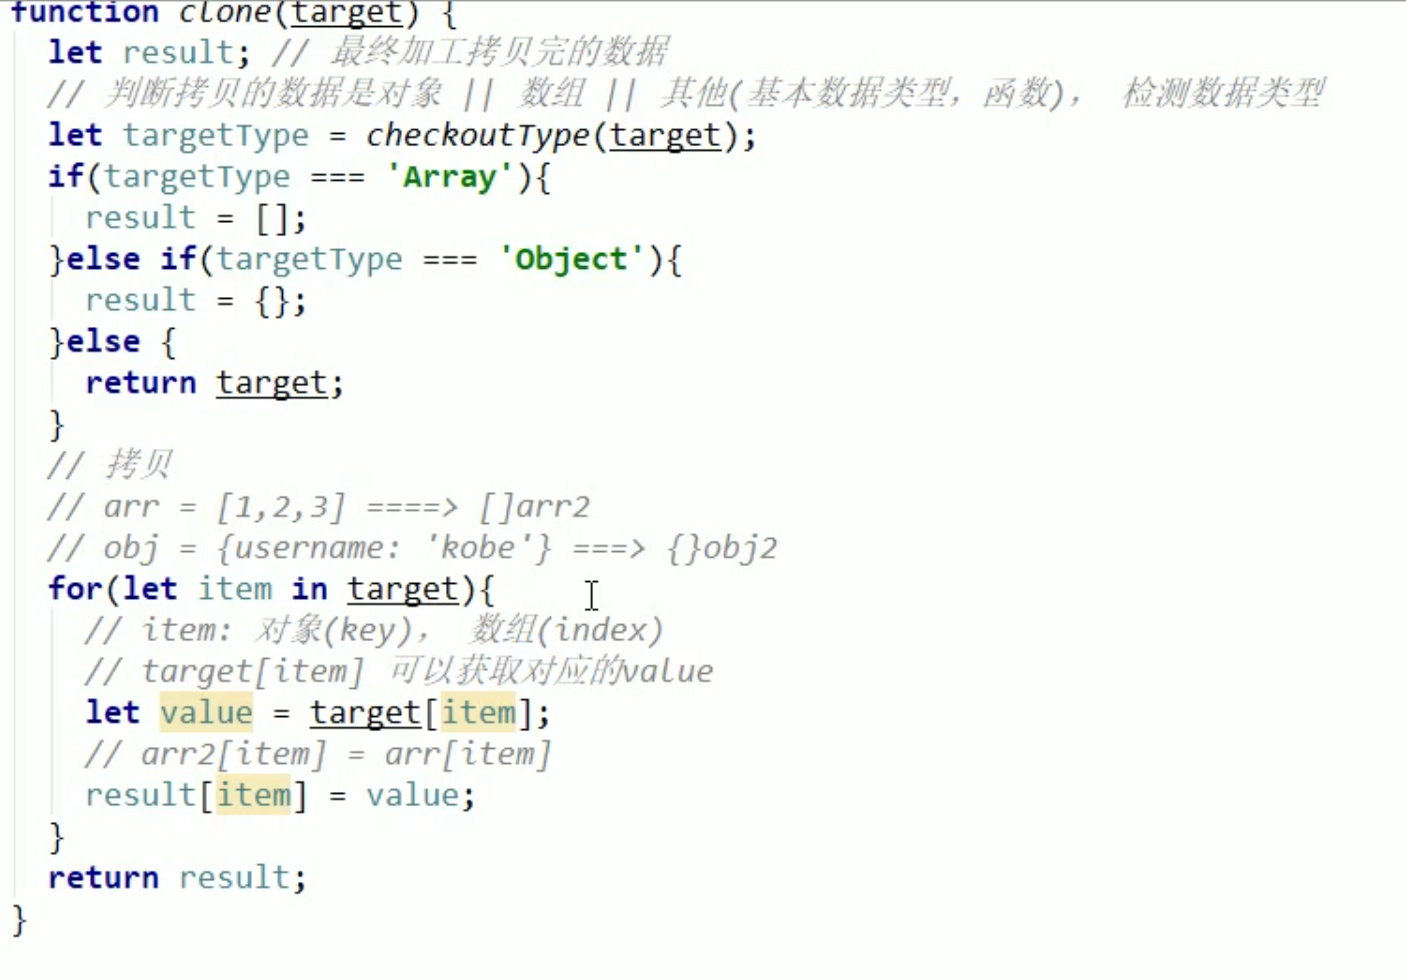 function clone(target) {
let result; // 最终加工拷贝完的数据
// 判断拷贝的数据是对象 || 数组 || 其他(基本数据类型，函数)， 检测数据类型
let targetType = checkoutType(target);
if(targetType === 'Array'){
result = [];
}else if(targetType === 'Object'){
result = {};
}else {
return target;
}
// 拷贝
// arr = [1,2,3] ====> []arr2
// obj = {username: 'kobe'} ===> {}obj2
for(let item in target){
// item: 对象(key)， 数组(index)
// target[item] 可以获取对应的value
let value = target[item];
// arr2[item] = arr[item]
result[item] = value;
}
return result;
}